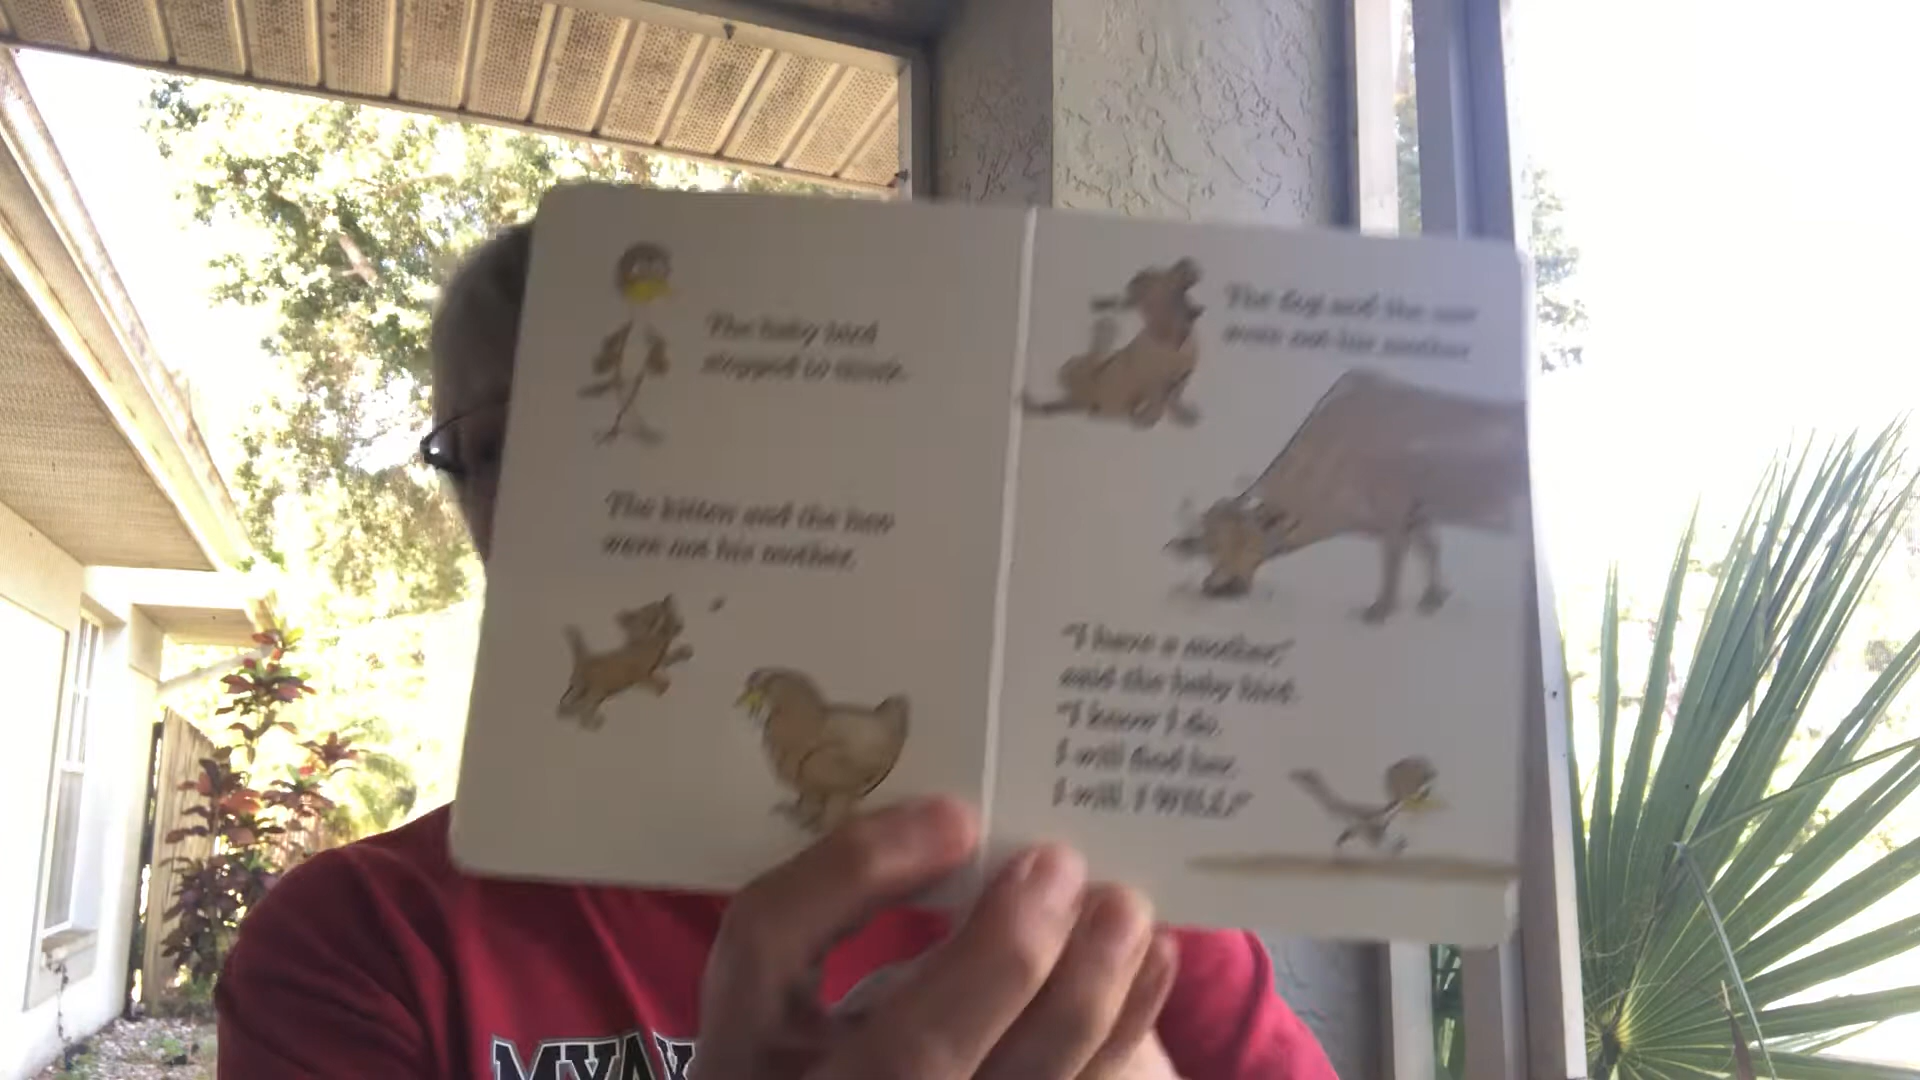 The baby bird
stopped to think.
The kitten and the hen
were not his mother.
The dog and the cow
were not his mother.
"I have a mother,"
said the baby bird.
"I know I do.
I will find her.
I will. I WILL!"